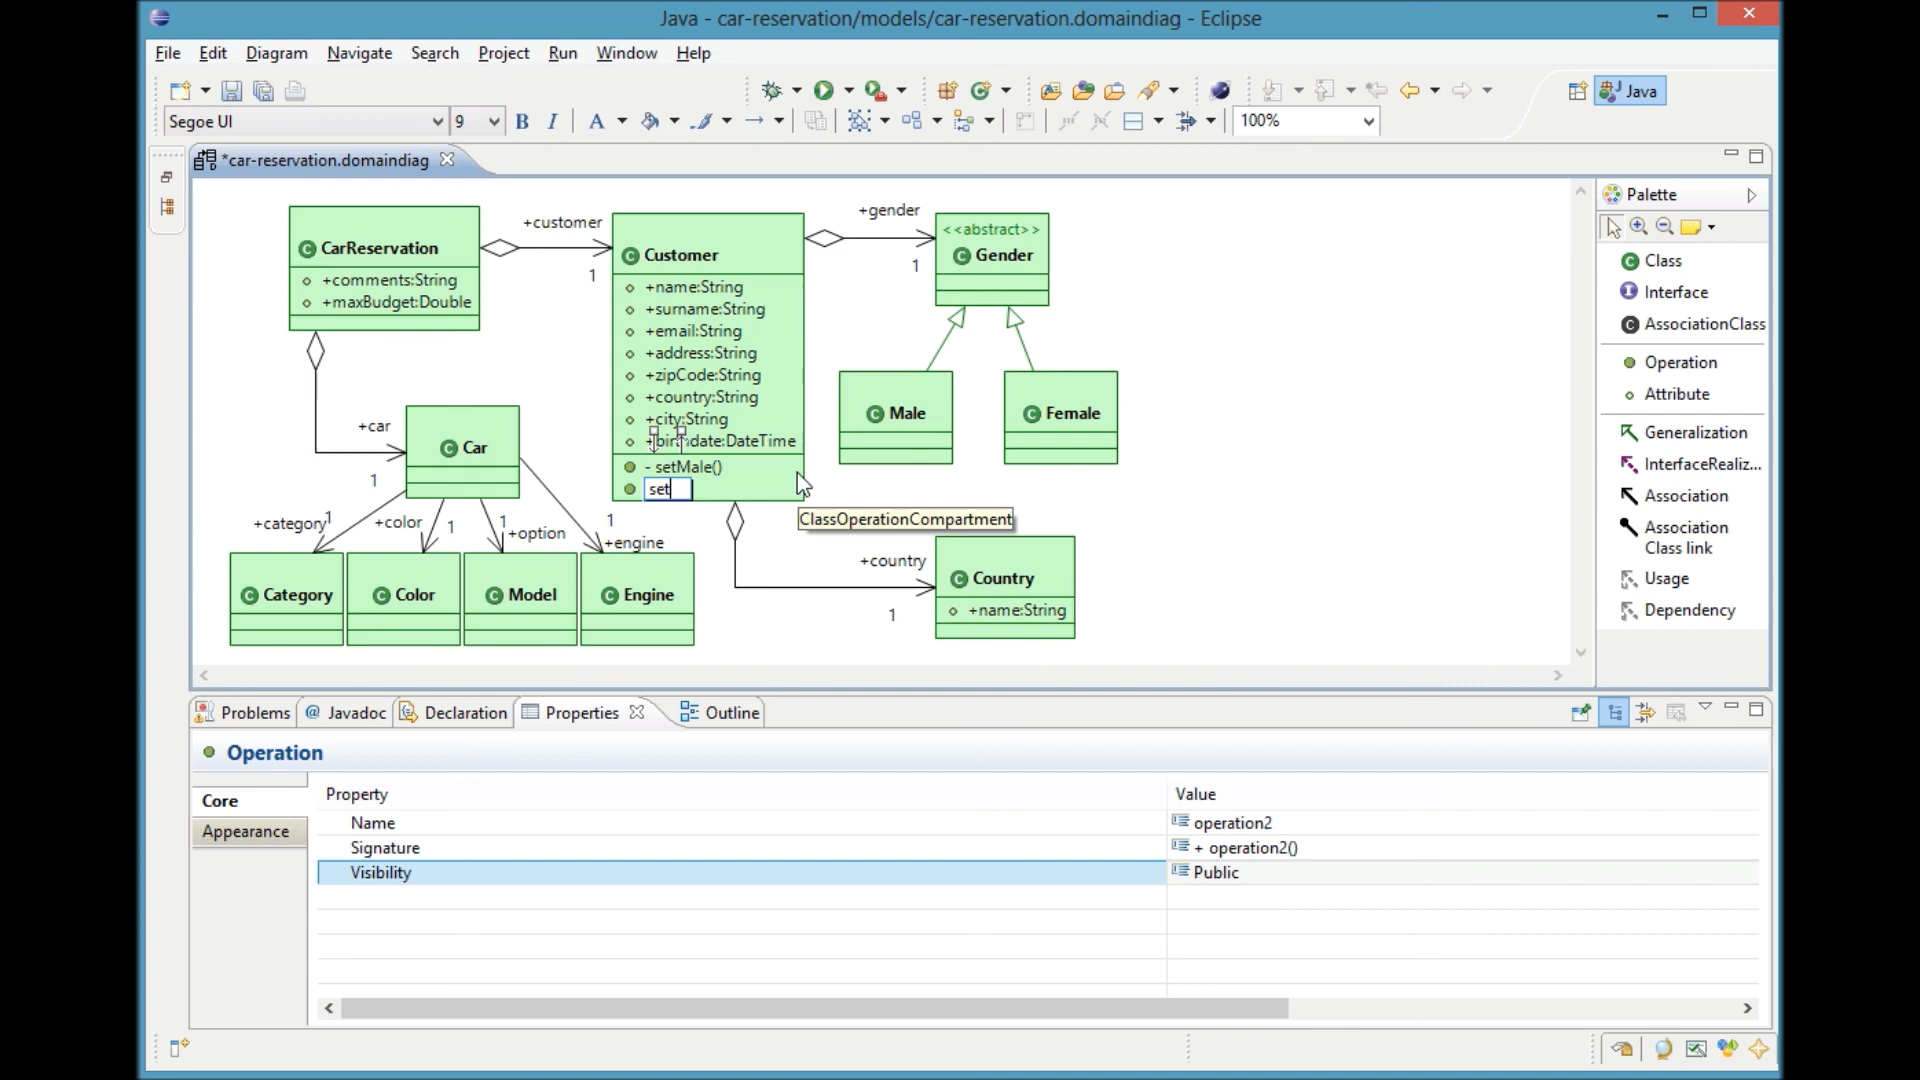 Java - car-reservation/models/car-reservation.domaindiag - Eclipse
File Edit Diagram Navigate Search Project Run Window Help
Java
Segoe UI 9 B I A 100%
*car-reservation.domaindiag
CarReservation
+comments:String
+maxBudget:Double
+customer
1
Customer
+name:String
+surname:String
+email:String
+address:String
+zipCode:String
+country:String
+city:String
- setMale()
set
ClassOperationCompartment
+gender
1
<<abstract>>
Gender
Male
Female
+car
1
Car
+category 1
+color 1
1 +option
1 +engine
Category
Color
Model
Engine
+country
1
Country
+name:String
Palette
Class
Interface
AssociationClass
Operation
Attribute
Generalization
InterfaceRealiz...
Association
Association
Class link
Usage
Dependency
Problems @ Javadoc Declaration Properties Outline
Operation
Core
Appearance
Property Value
Name operation2
Signature + operation2()
Visibility Public